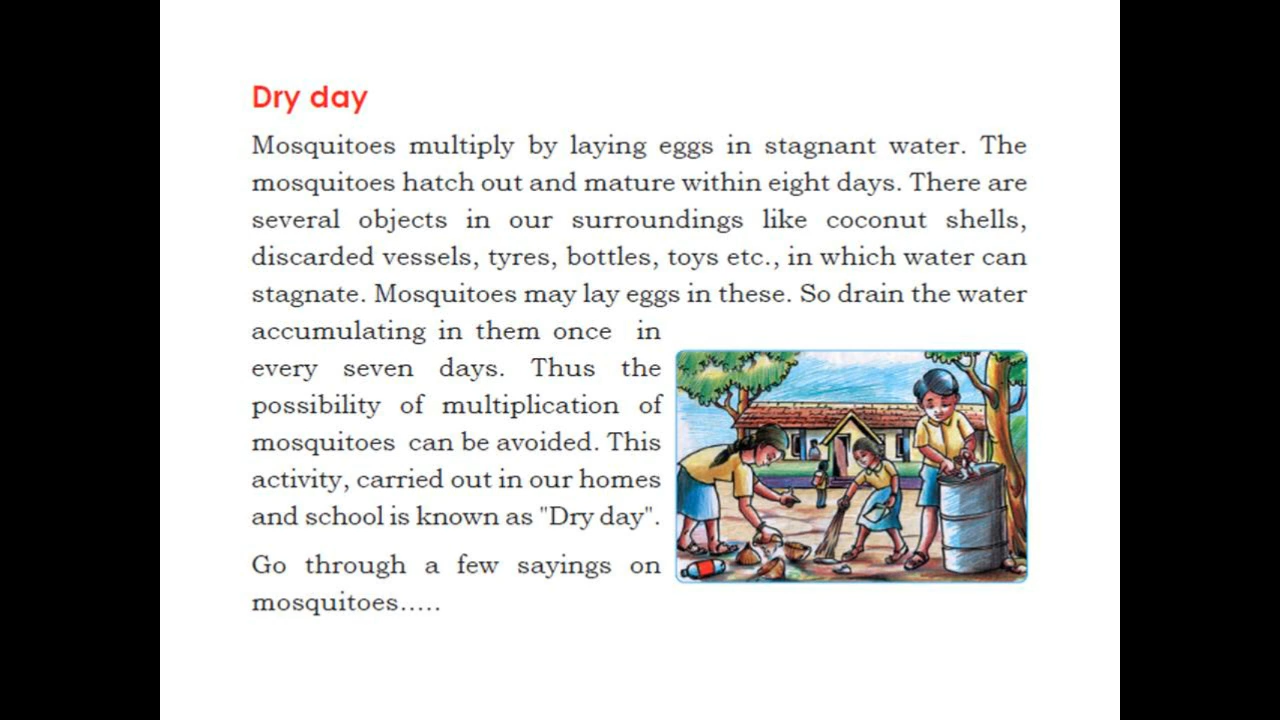 Dry day
Mosquitoes multiply by laying eggs in stagnant water. The
mosquitoes hatch out and mature within eight days. There are
several objects in our surroundings like coconut shells,
discarded vessels, tyres, bottles, toys etc., in which water can
stagnate. Mosquitoes may lay eggs in these. So drain the water
accumulating in them once in
every seven days. Thus the
possibility of multiplication of
mosquitoes can be avoided. This
activity, carried out in our homes
and school is known as "Dry day".
Go through a few sayings on
mosquitoes.....